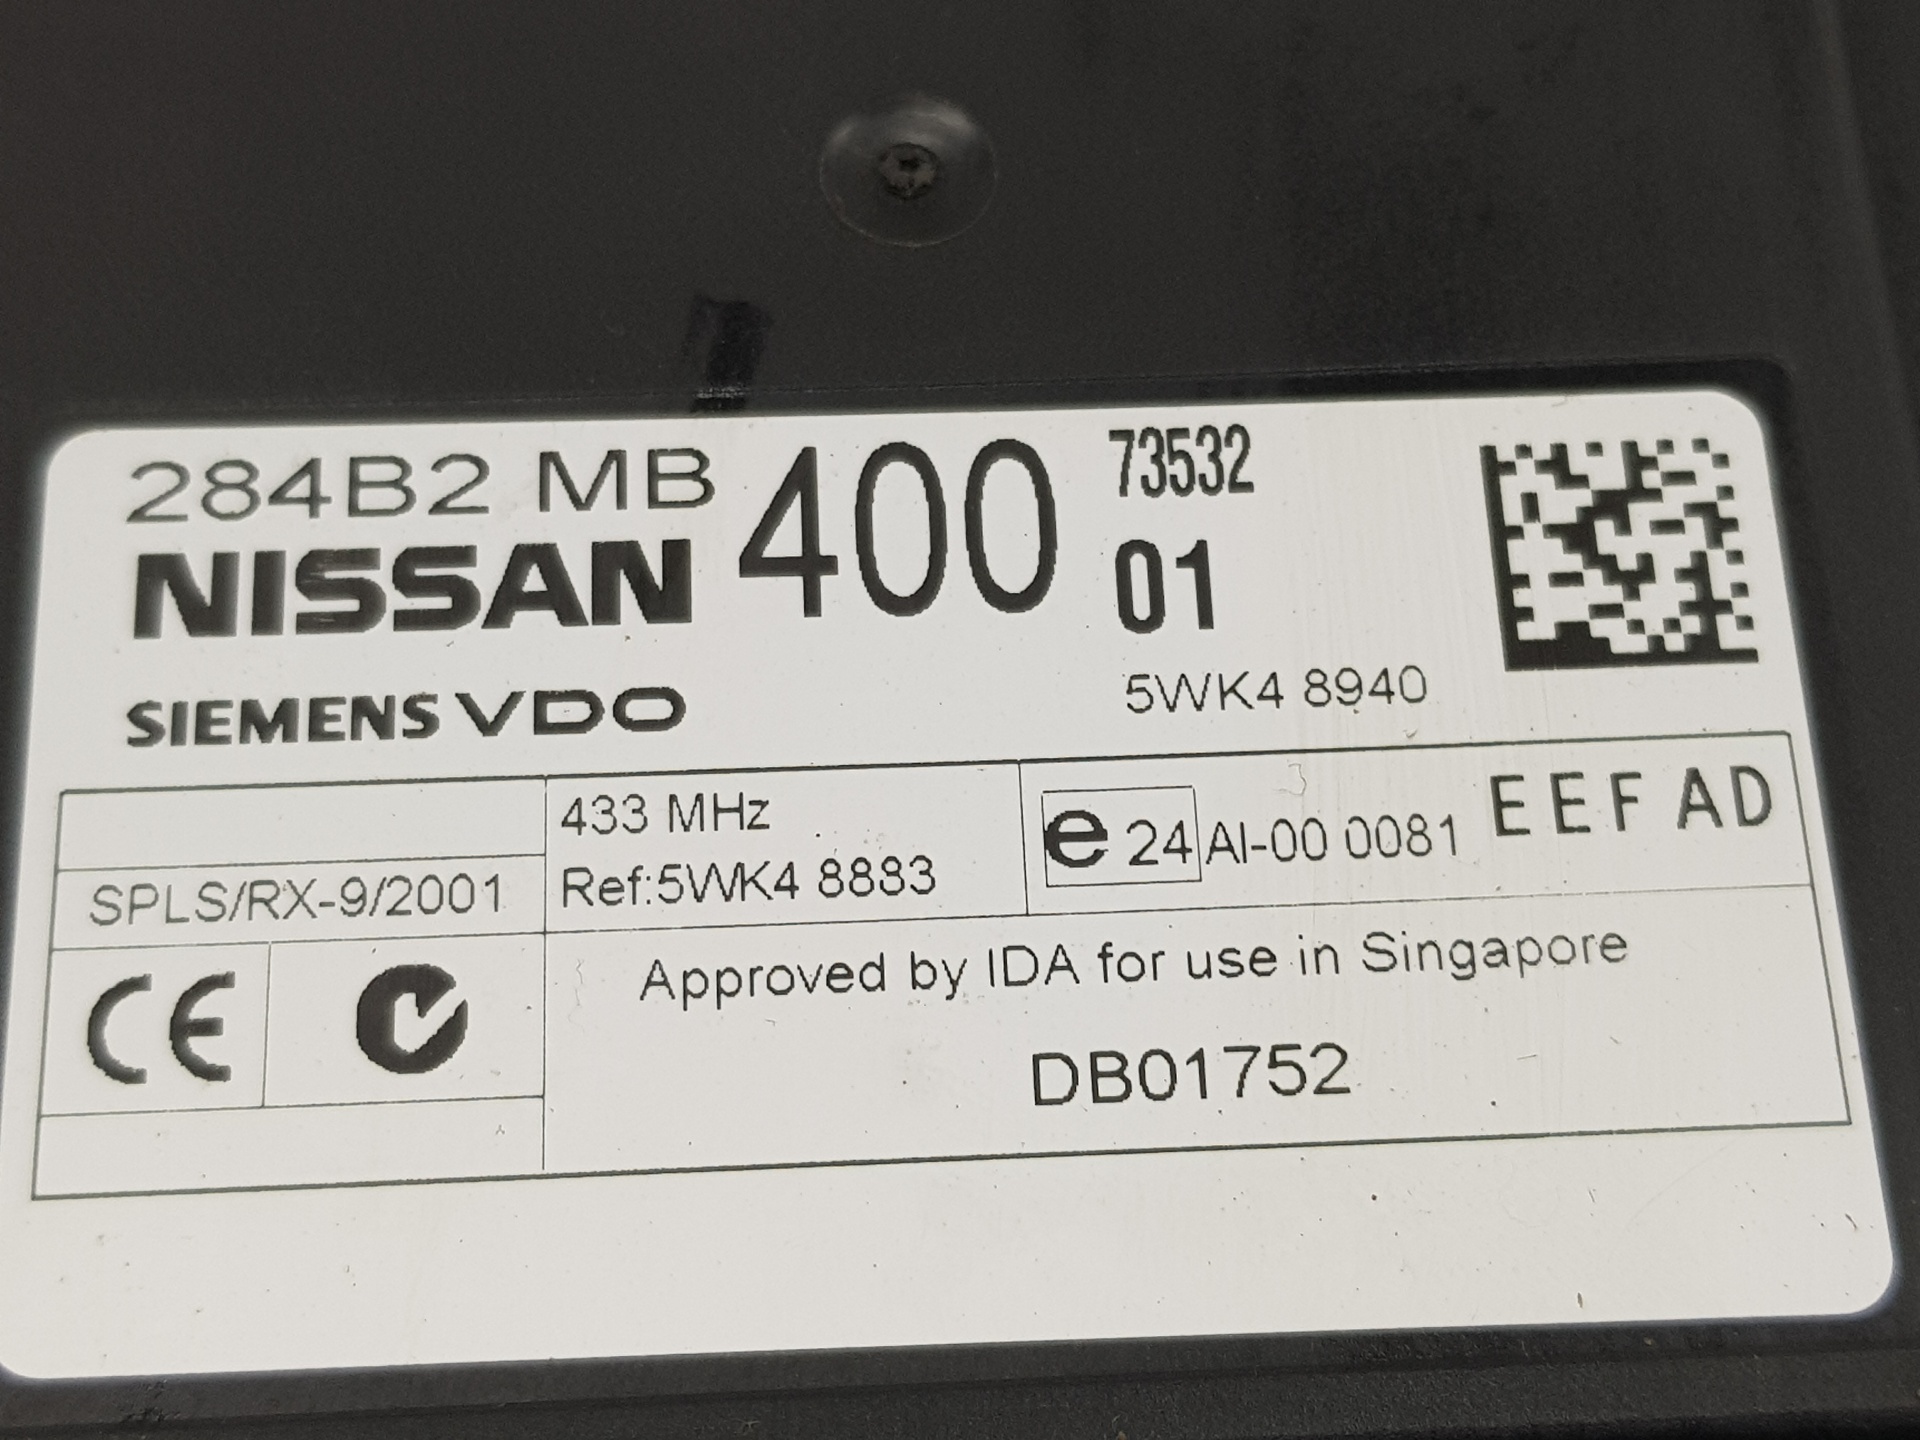 284B2 MB 400 73532
NISSAN 01
SIEMENS VDO 5WK4 8940
433 MHz
Ref:5WK4 8883
e 24 AI-00 0081 EEFAD
SPLS/RX-9/2001
CE
Approved by IDA for use in Singapore
DB01752